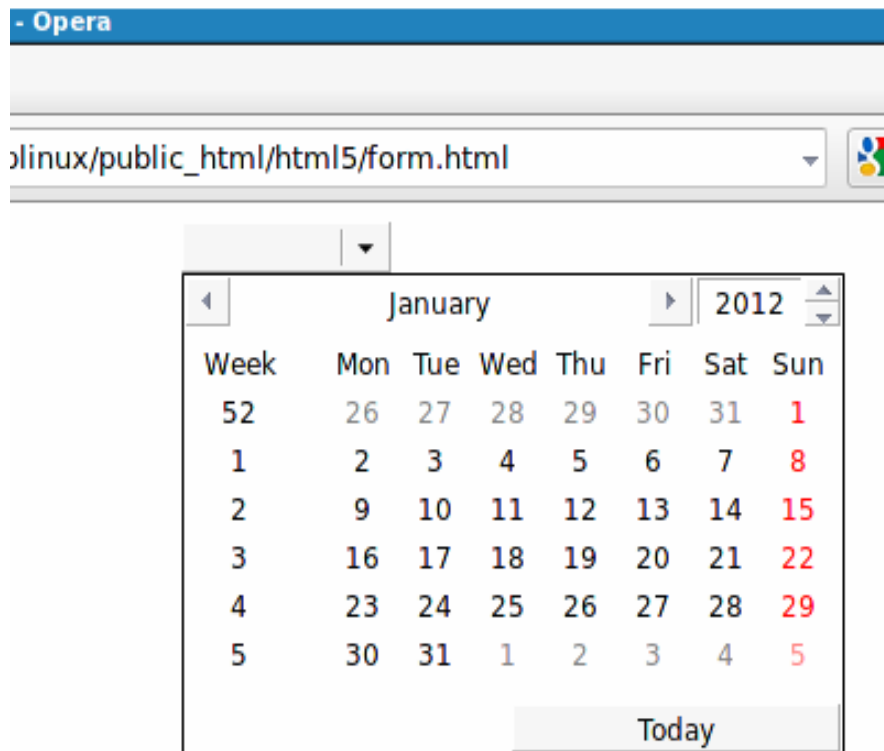 - Opera
olinux/public_html/html5/form.html
January 2012
Week Mon Tue Wed Thu Fri Sat Sun
52 26 27 28 29 30 31 1
1 2 3 4 5 6 7 8
2 9 10 11 12 13 14 15
3 16 17 18 19 20 21 22
4 23 24 25 26 27 28 29
5 30 31 1 2 3 4 5
Today